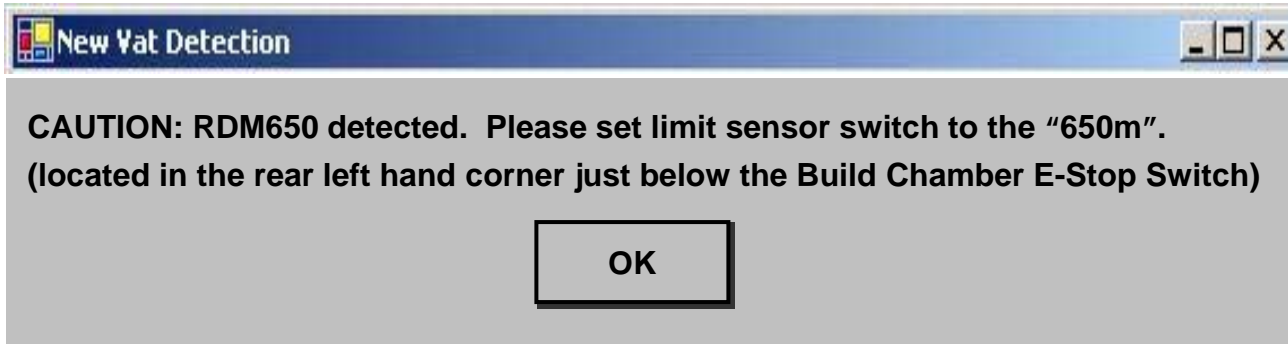 New Vat Detection
CAUTION: RDM650 detected.  Please set limit sensor switch to the “650m”.
(located in the rear left hand corner just below the Build Chamber E-Stop Switch)
OK